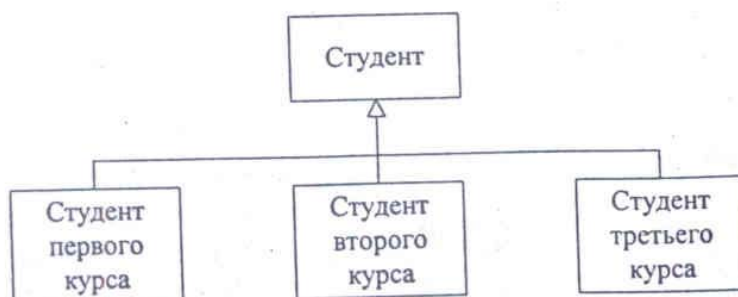 Студент
Студент
первого
курса
Студент
второго
курса
Студент
третьего
курса